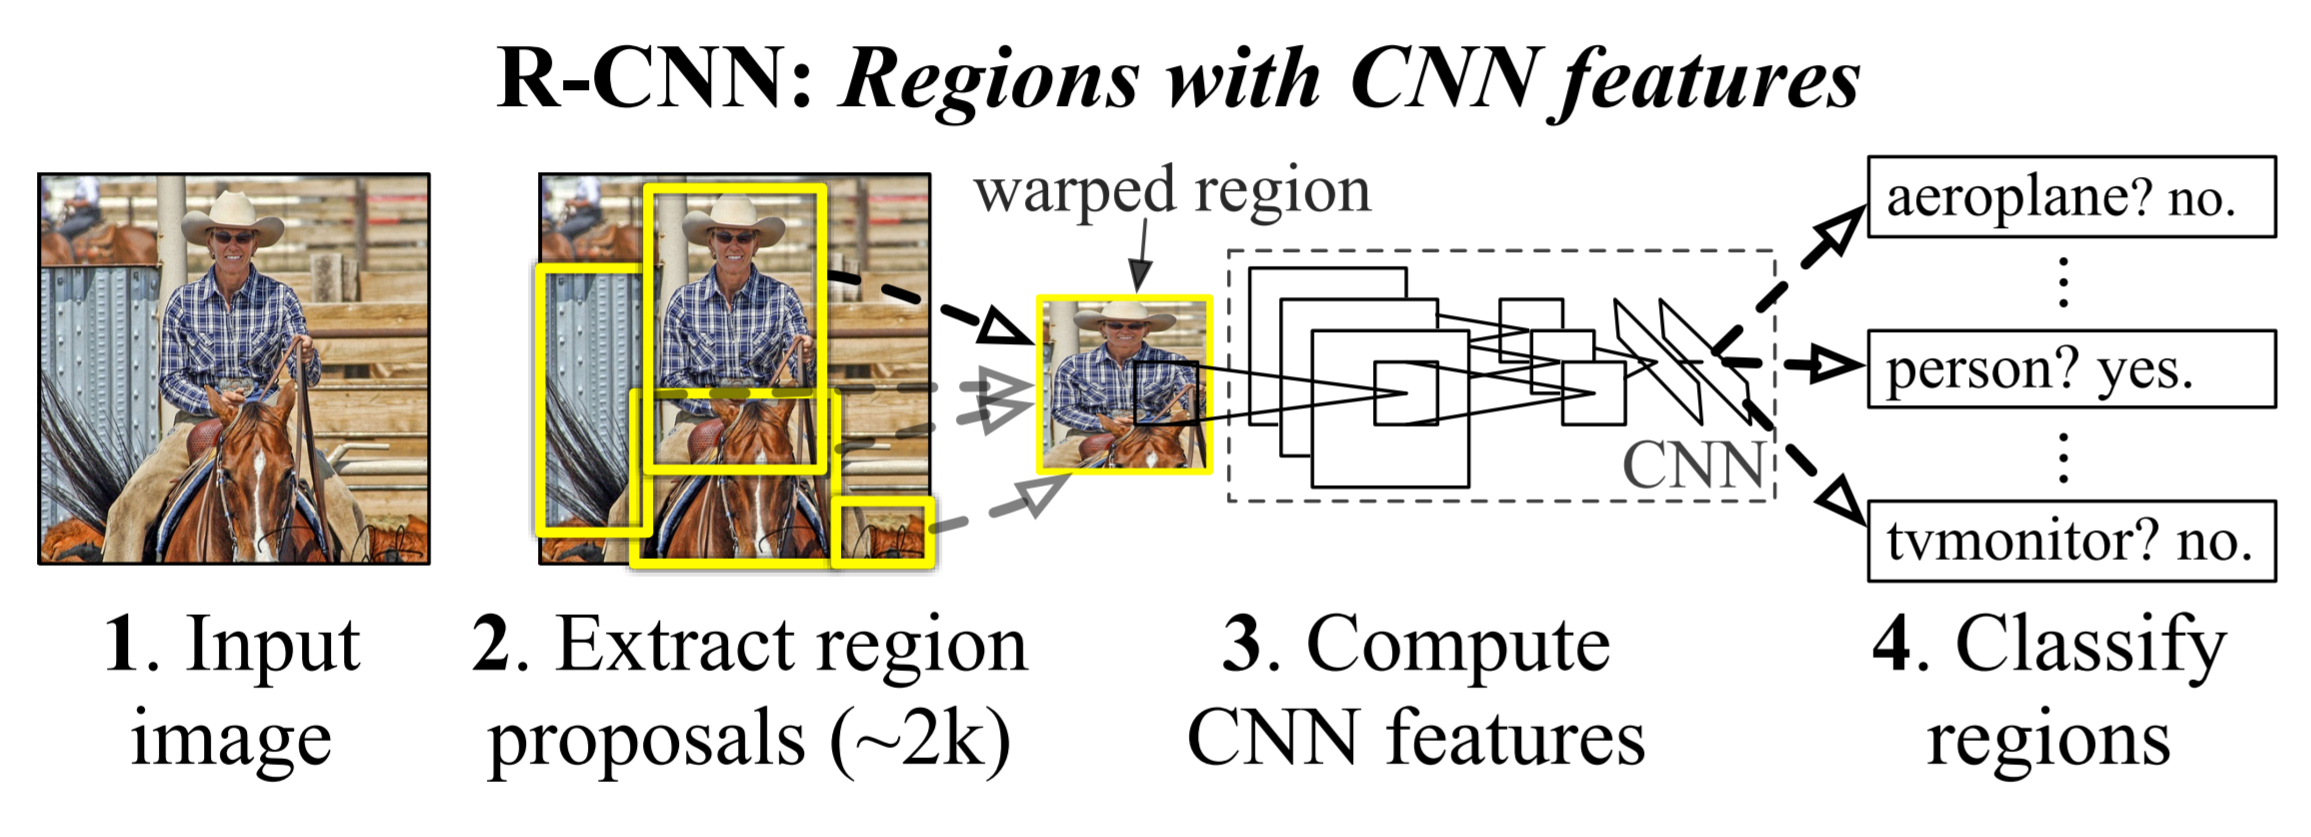 R-CNN: Regions with CNN features
warped region
aeroplane? no.
person? yes.
CNN
tvmonitor? no.
1. Input
image
2. Extract region
proposals (~2k)
3. Compute
CNN features
4. Classify
regions